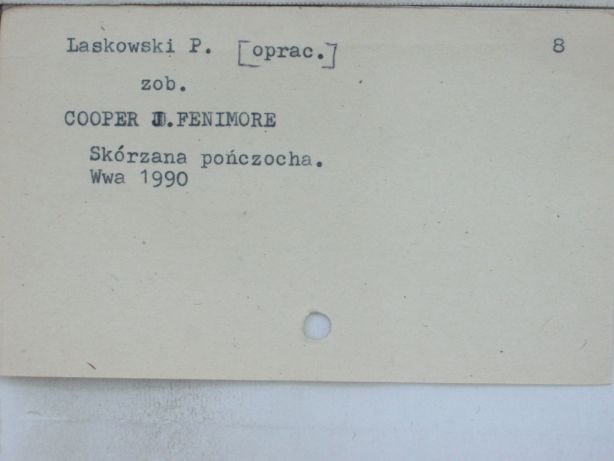 Laskowski P. [oprac.] 8
zob.
COOPER J.FENIMORE
Skórzana pończocha.
Wwa 1990